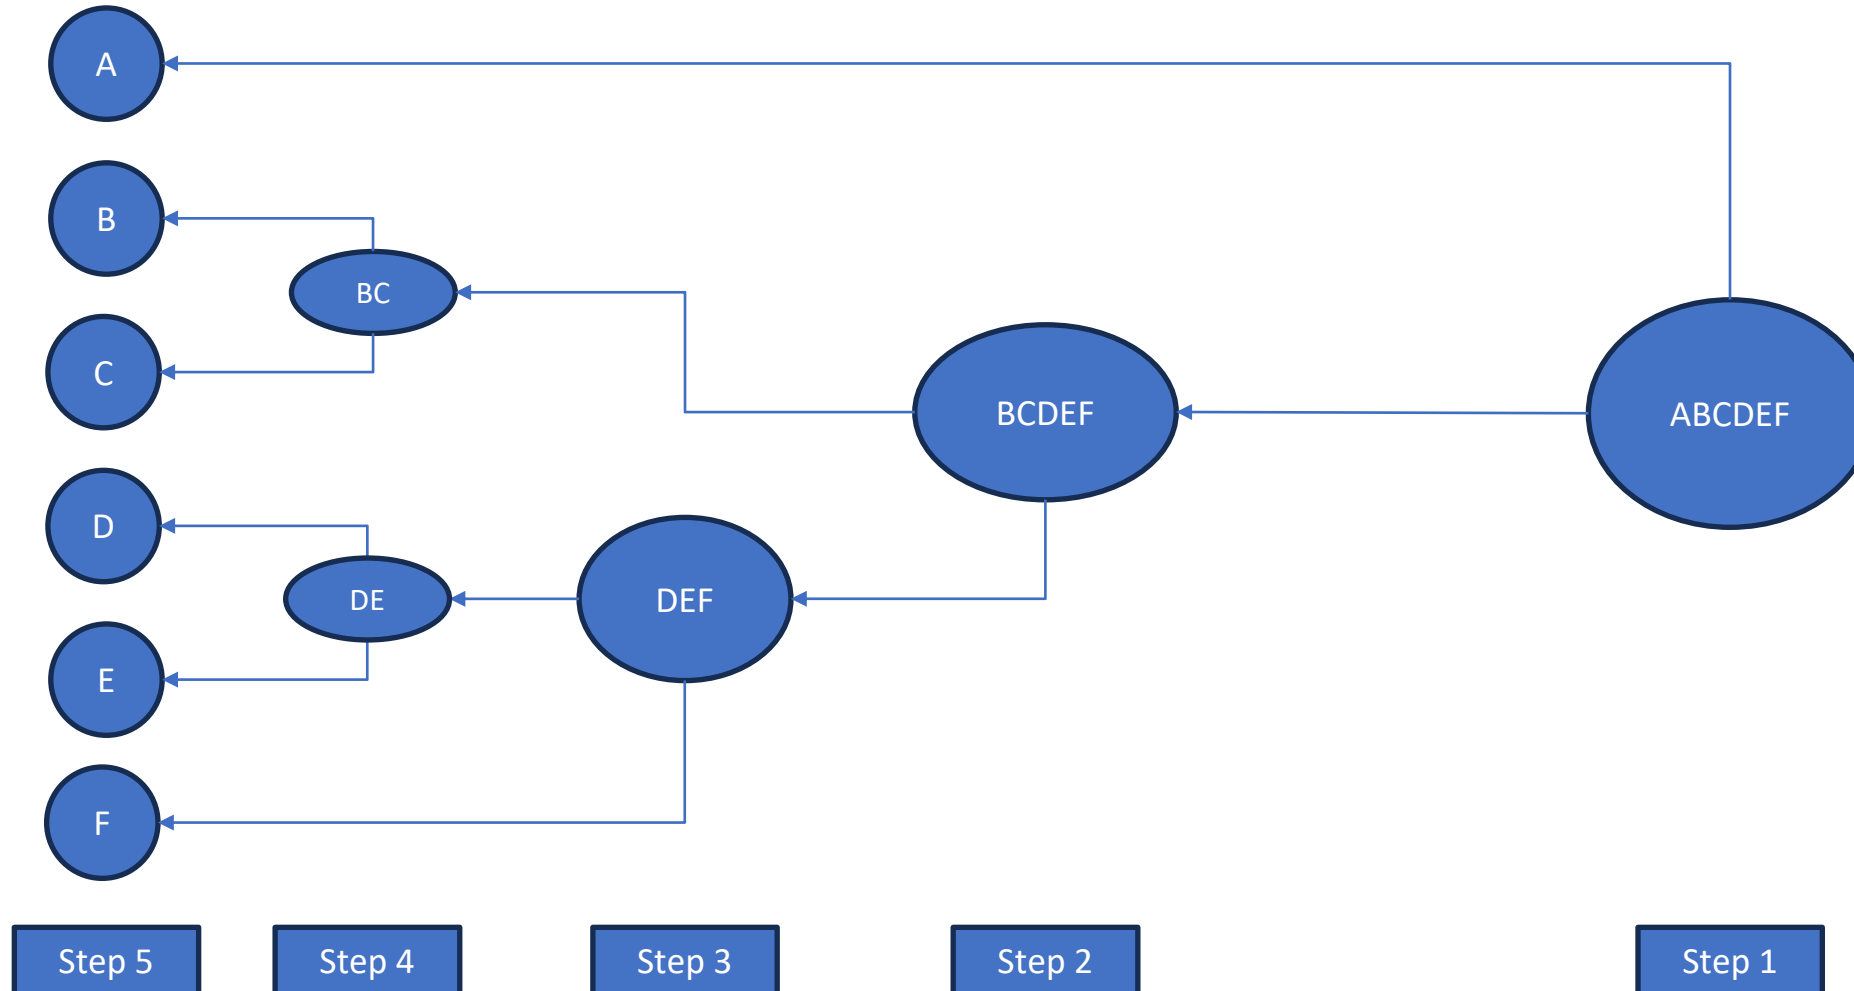 A
B
BC
C
BCDEF
ABCDEF
D
DE
DEF
E
F
Step 5
Step 4
Step 3
Step 2
Step 1